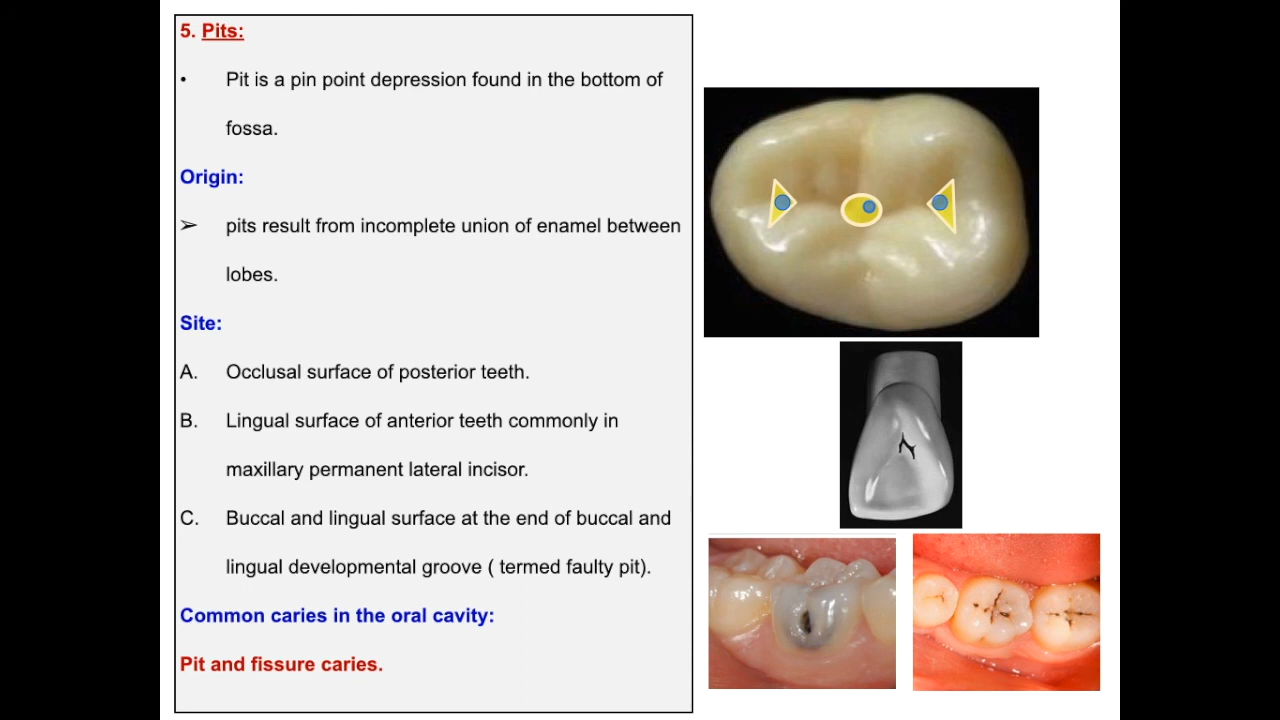 5. Pits:
• Pit is a pin point depression found in the bottom of
fossa.
Origin:
➢ pits result from incomplete union of enamel between
lobes.
Site:
A. Occlusal surface of posterior teeth.
B. Lingual surface of anterior teeth commonly in
maxillary permanent lateral incisor.
C. Buccal and lingual surface at the end of buccal and
lingual developmental groove ( termed faulty pit).
Common caries in the oral cavity:
Pit and fissure caries.